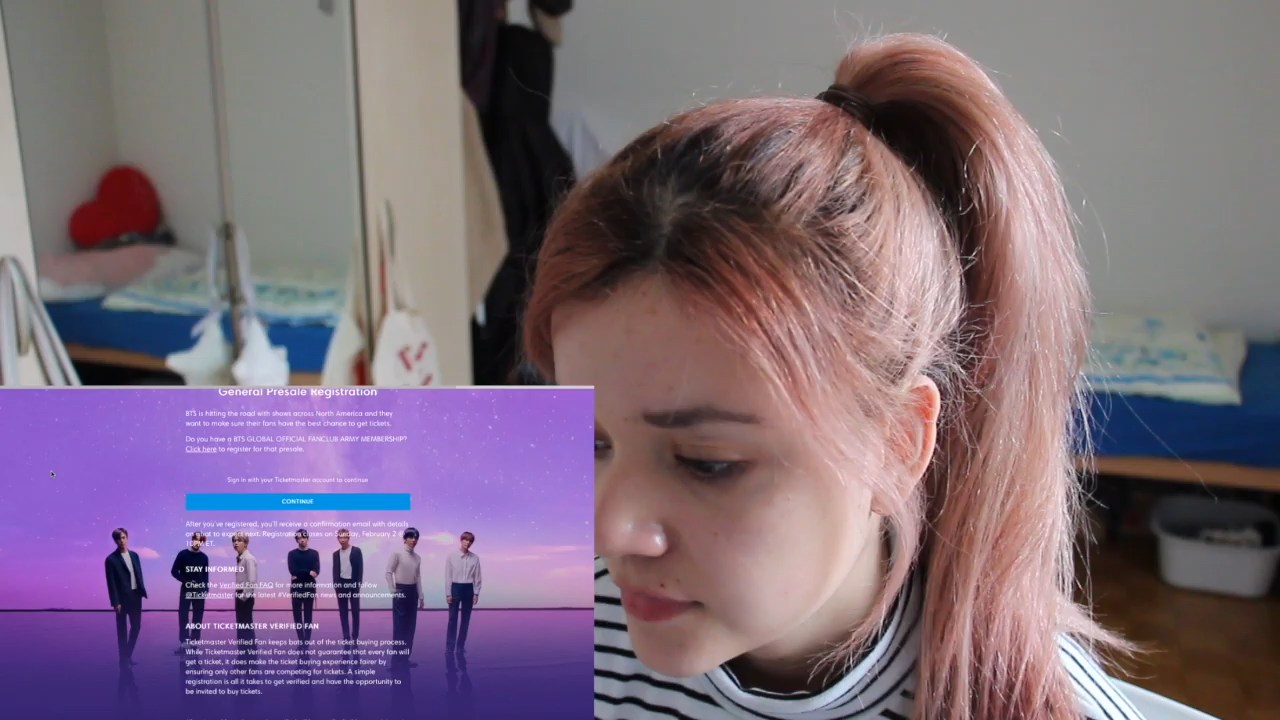 General Presale Registration
BTS is hitting the road with shows across North America and they
want to make sure their fans have the best chance to get tickets.
Do you have a BTS GLOBAL OFFICIAL FANCLUB ARMY MEMBERSHIP?
Click here to register for that presale.
Sign in with your Ticketmaster account to continue
CONTINUE
After you've registered, you'll receive a confirmation email with details
on what to expect next. Registration closes on Sunday, February 2 at
10PM ET.
STAY INFORMED
Check the Verified Fan FAQ for more information and follow
@Ticketmaster for the latest #VerifiedFan news and announcements.
ABOUT TICKETMASTER VERIFIED FAN
Ticketmaster Verified Fan keeps bots out of the ticket buying process.
While Ticketmaster Verified Fan does not guarantee that every fan will
get a ticket, it does make the ticket buying experience fairer by
ensuring only other fans are competing for tickets. A simple
registration is all it takes to get verified and have the opportunity to
be invited to buy tickets.